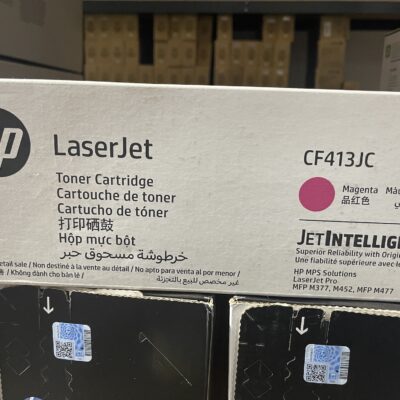 hp
LaserJet
Toner Cartridge
Cartouche de toner
Cartucho de tóner
打印硒鼓
Hộp mực bột
خرطوشة مسحوق حبر
retail sale / Non destiné à la vente au détail / No apto para venta al por menor /
/ Không dành cho bán lẻ / غير مخصص للبيع بالتجزئة
CF413JC
Magenta
品红色
JETINTELLIG
Superior Reliability with Origin
Une fiabilité supérieure avec
HP MPS Solutions
LaserJet Pro
MFP M377, M452, MFP M477